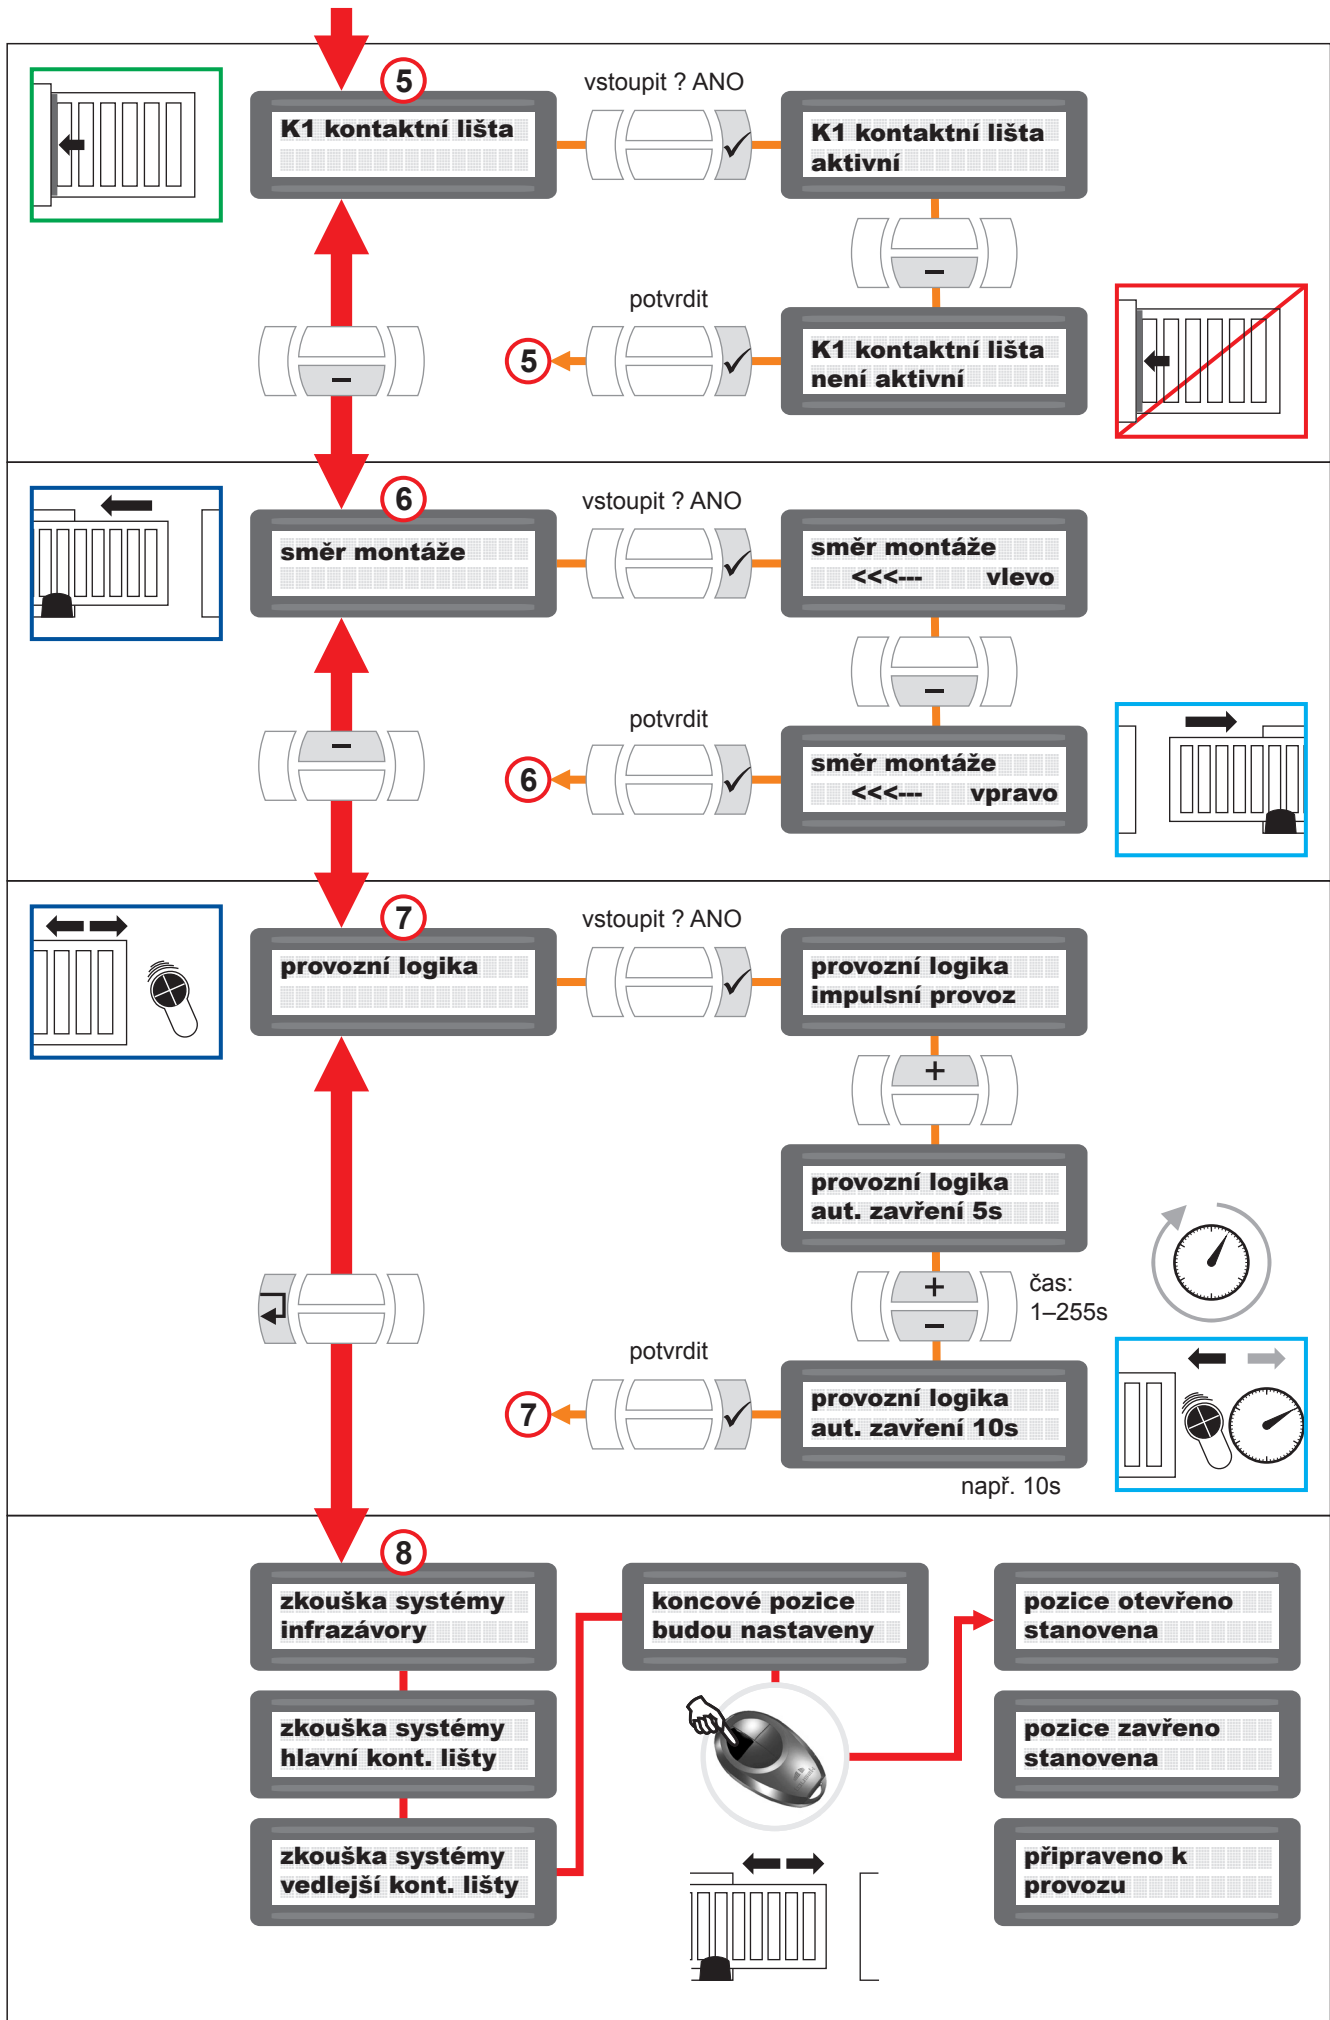 5
vstoupit ? ANO
K1 kontaktní lišta
K1 kontaktní lišta
aktivní
−
potvrdit
−
5
K1 kontaktní lišta
není aktivní
6
vstoupit ? ANO
směr montáže
směr montáže
<<<--- vlevo
−
potvrdit
−
6
směr montáže
<<<--- vpravo
7
vstoupit ? ANO
provozní logika
provozní logika
impulsní provoz
+
provozní logika
aut. zavření 5s
+
−
čas:
1–255s
potvrdit
7
provozní logika
aut. zavření 10s
např. 10s
8
zkouška systémy
infrazávory
koncové pozice
budou nastaveny
pozice otevřeno
stanovena
zkouška systémy
hlavní kont. lišty
pozice zavřeno
stanovena
zkouška systémy
vedlejší kont. lišty
připraveno k
provozu